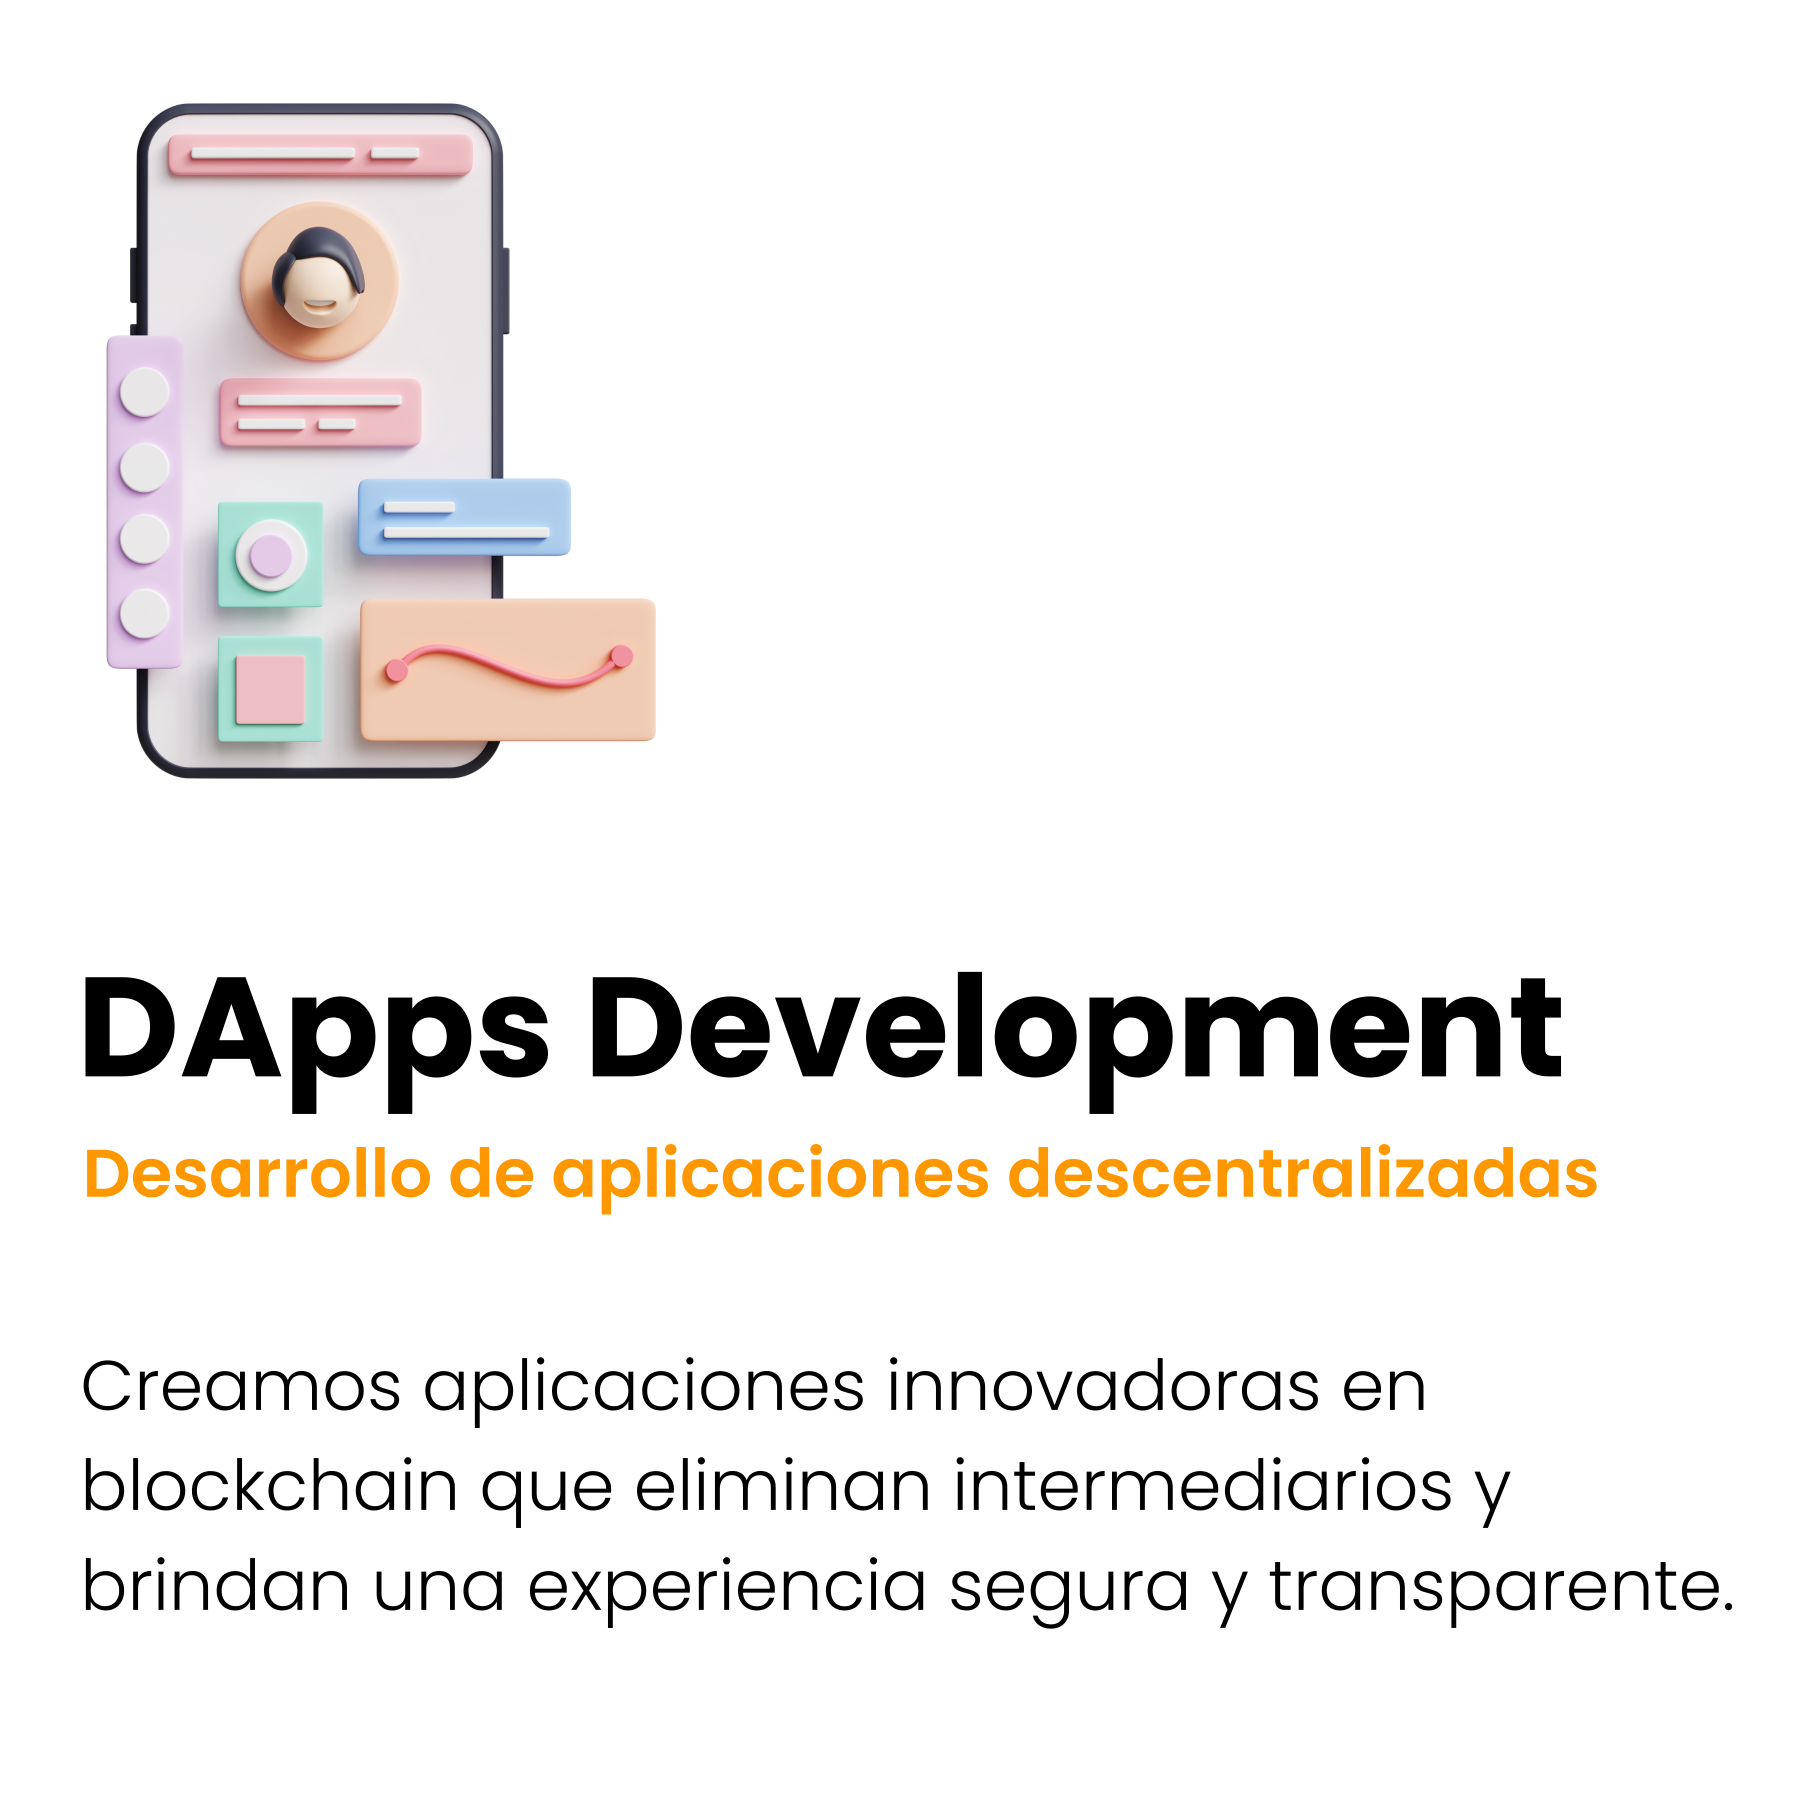 DApps Development
Desarrollo de aplicaciones descentralizadas
Creamos aplicaciones innovadoras en
blockchain que eliminan intermediarios y
brindan una experiencia segura y transparente.